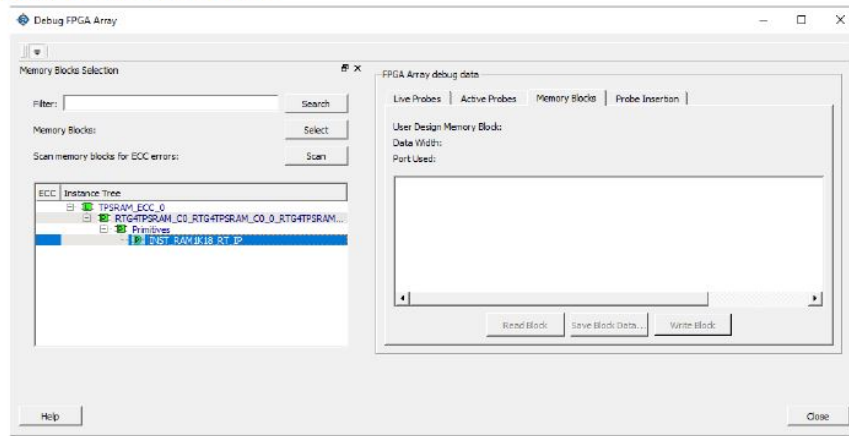 Debug FPGA Array
Memory Blocks Selection
Filter:
Search
Memory Blocks:
Select
Scan memory blocks for ECC errors:
Scan
ECC Instance Tree
TPSRAM_ECC_0
RTG4TPSRAM_C0_RTG4TPSRAM_C0_0_RTG4TPSRAM...
Primitives
INST_RAM1K18_RT_IP
FPGA Array debug data
Live Probes Active Probes Memory Blocks Probe Insertion
User Design Memory Block:
Data Width:
Port Used:
Read Block Save Block Data... Write Block
Help
Close